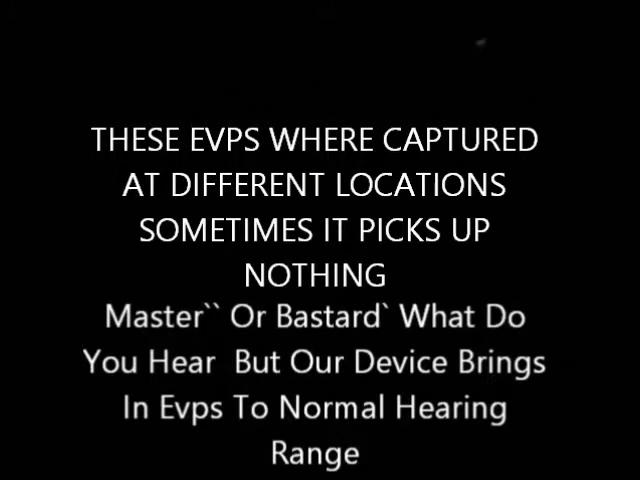 THESE EVPS WHERE CAPTURED
AT DIFFERENT LOCATIONS
SOMETIMES IT PICKS UP
NOTHING
Master`` Or Bastard` What Do
You Hear  But Our Device Brings
In Evps To Normal Hearing
Range